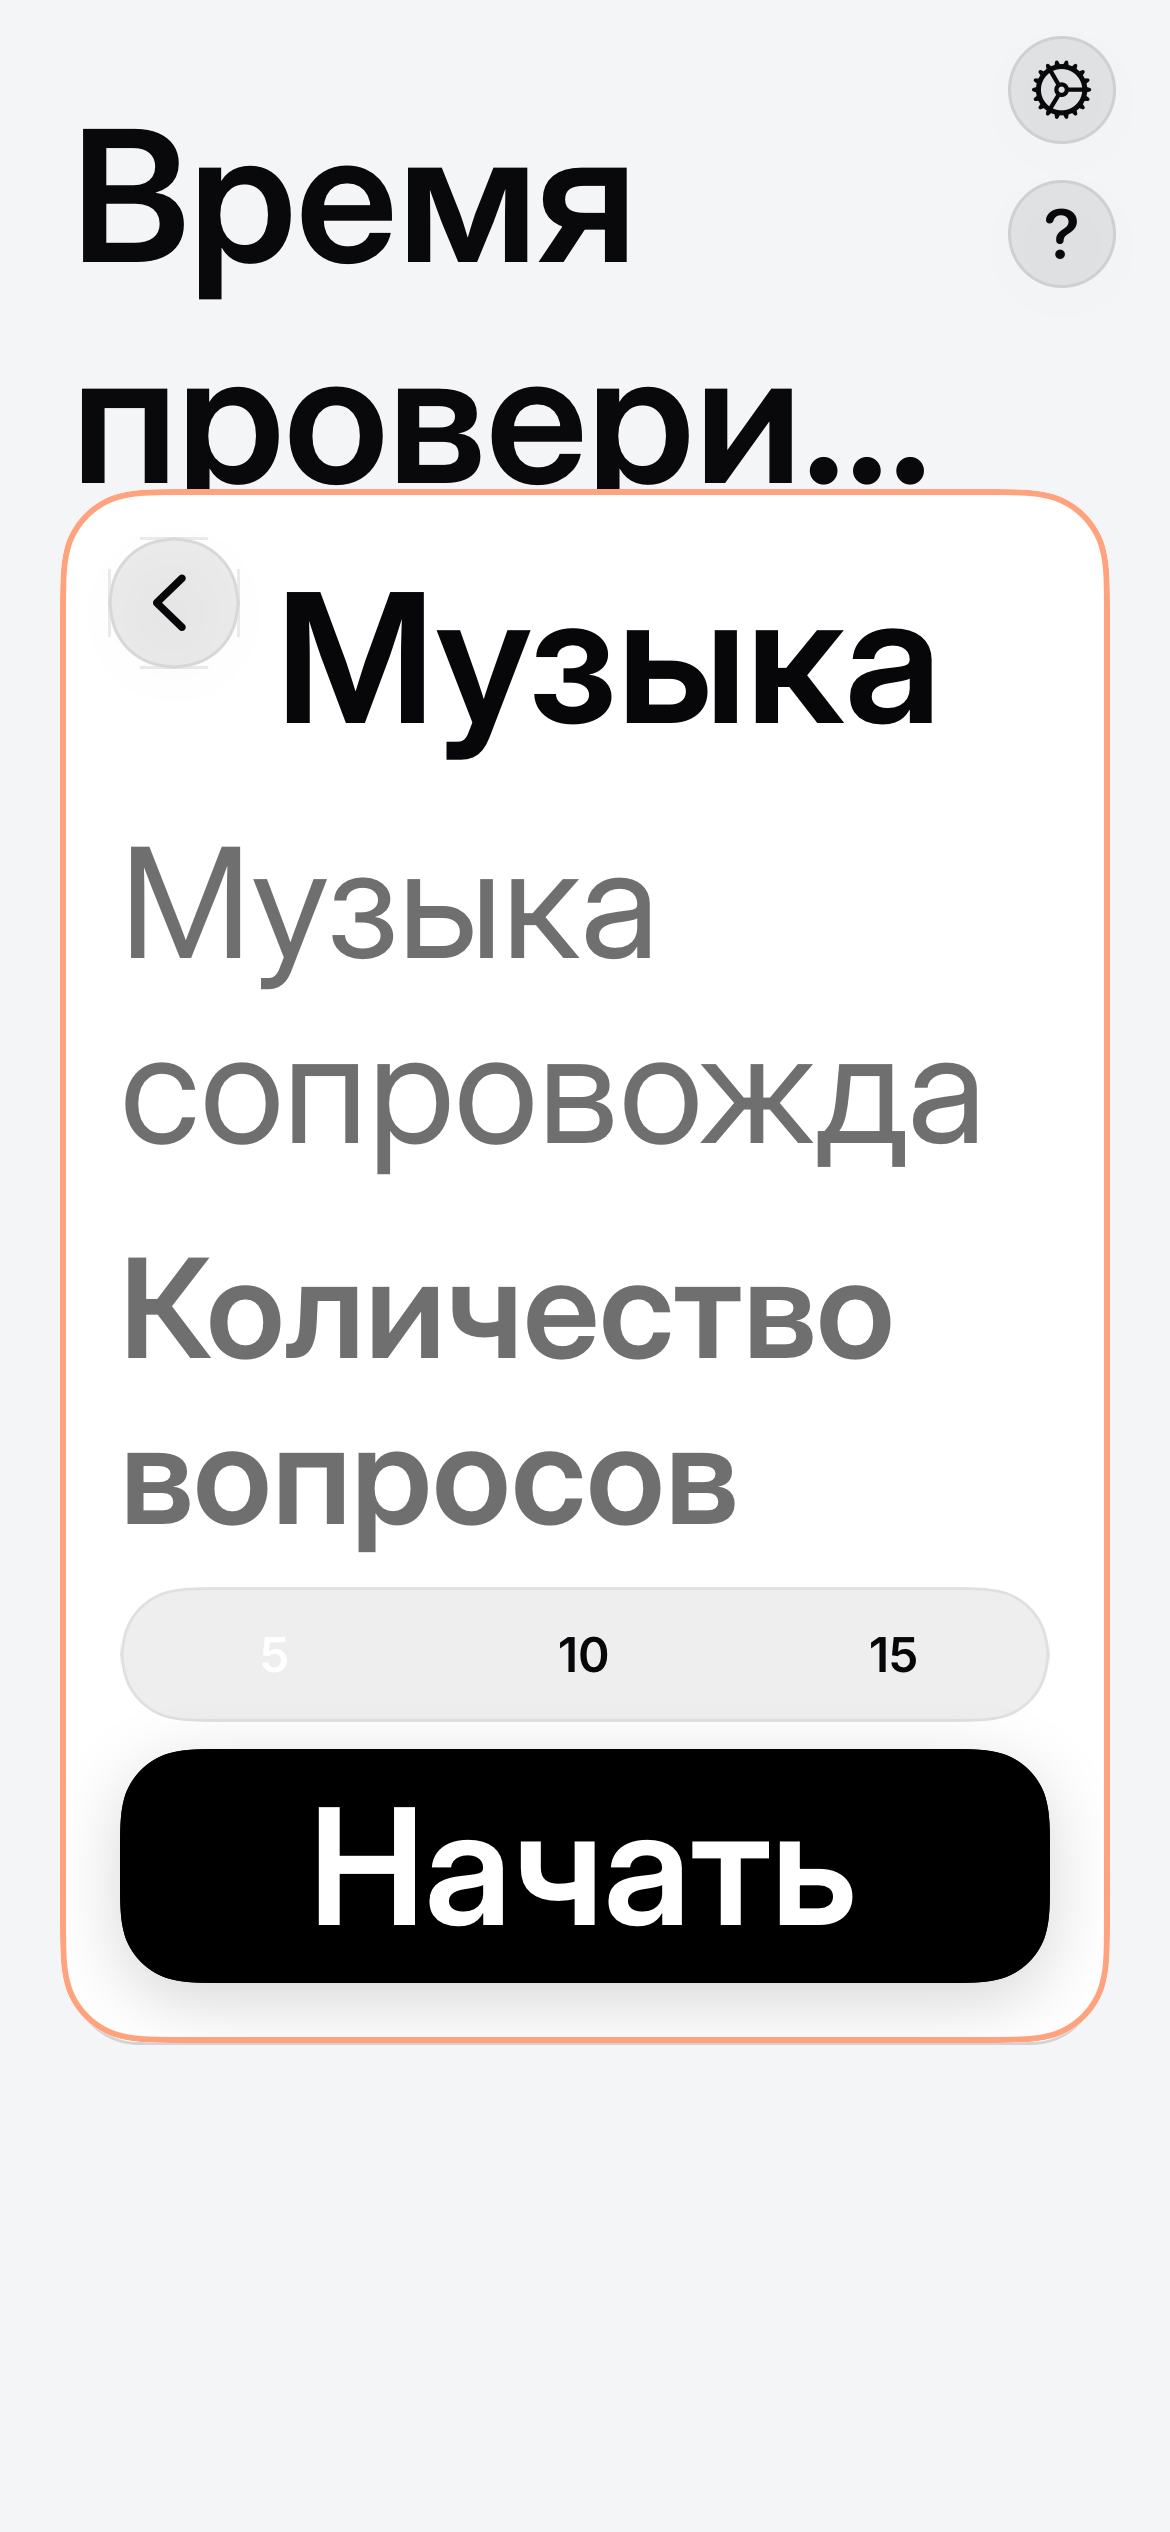 Время
?
провери...
Музыка
Музыка
сопровожда
Количество
вопросов
5 10 15
Начать